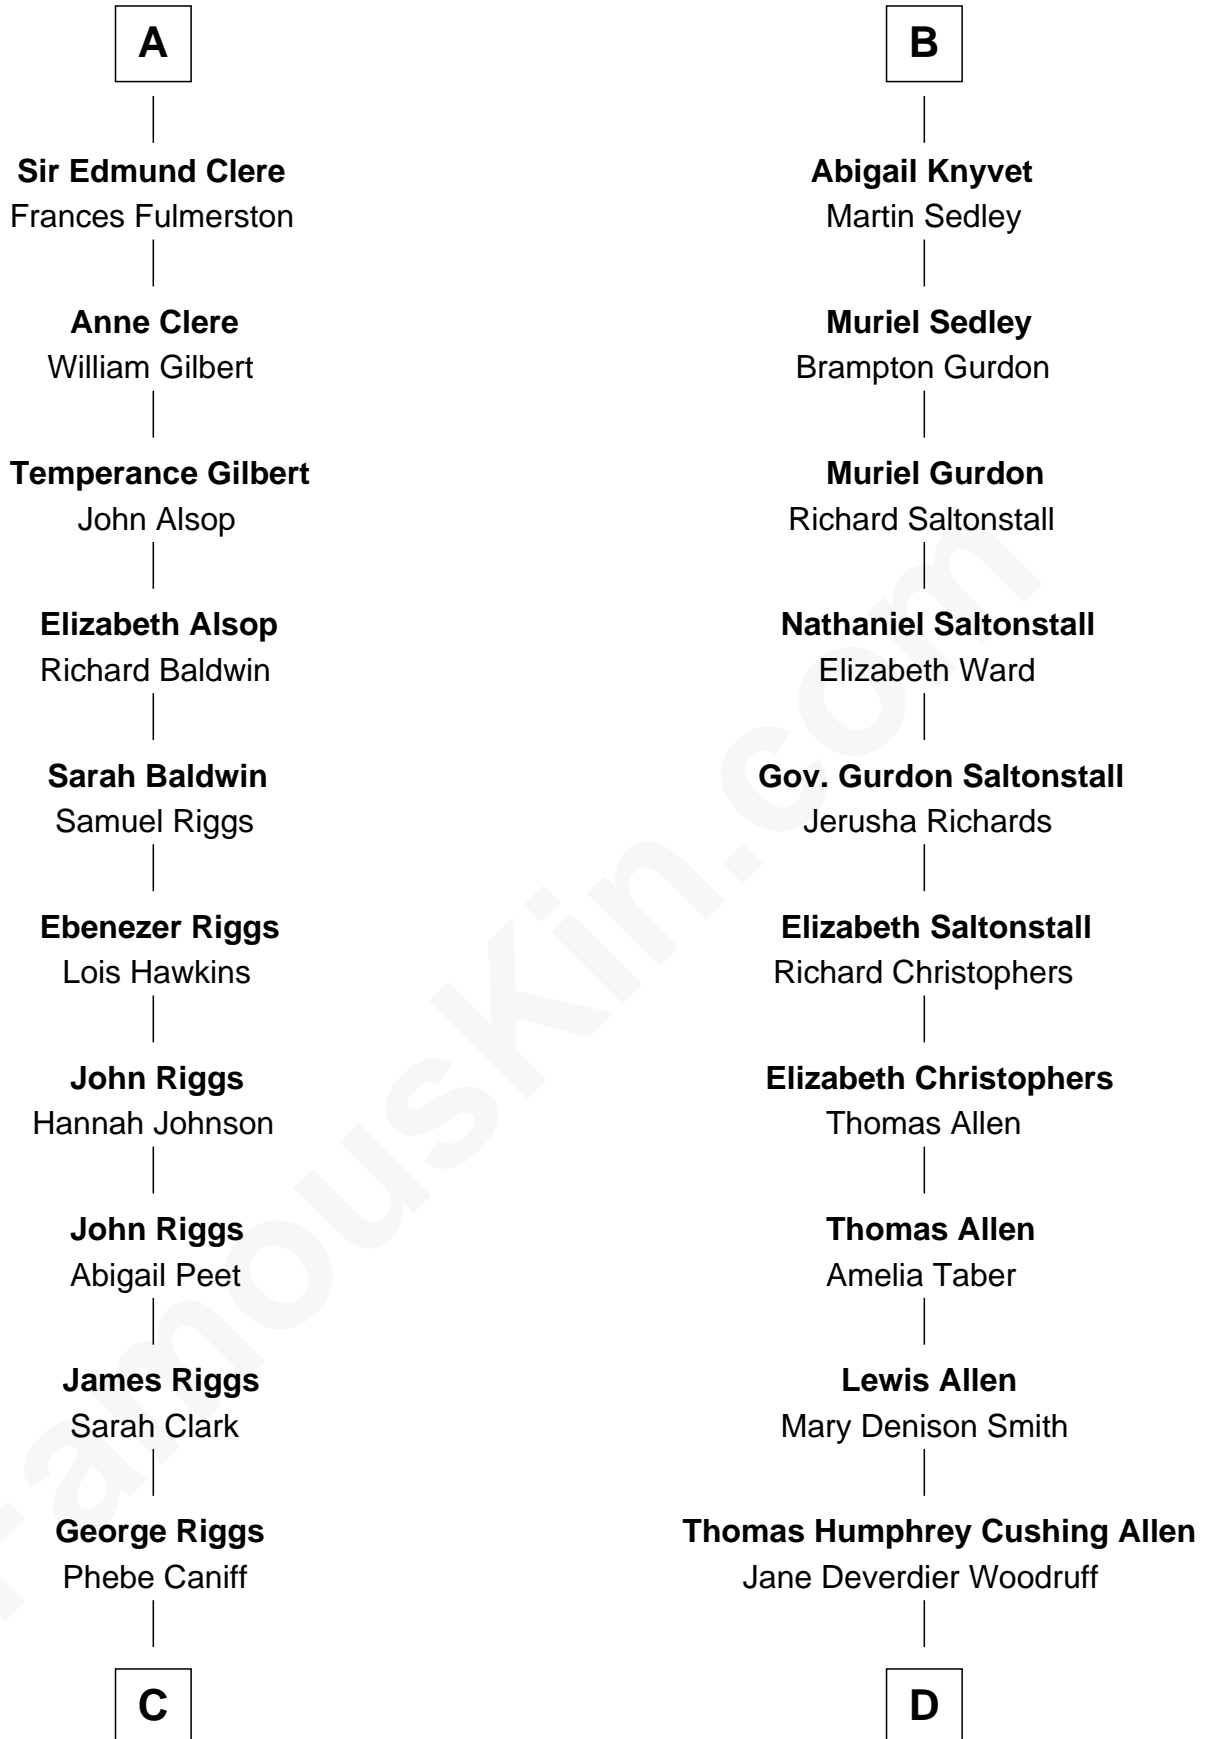 A
Sir Edmund Clere
Frances Fulmerston
Anne Clere
William Gilbert
Temperance Gilbert
John Alsop
Elizabeth Alsop
Richard Baldwin
Sarah Baldwin
Samuel Riggs
Ebenezer Riggs
Lois Hawkins
John Riggs
Hannah Johnson
John Riggs
Abigail Peet
James Riggs
Sarah Clark
George Riggs
Phebe Caniff
C
B
Abigail Knyvet
Martin Sedley
Muriel Sedley
Brampton Gurdon
Muriel Gurdon
Richard Saltonstall
Nathaniel Saltonstall
Elizabeth Ward
Gov. Gurdon Saltonstall
Jerusha Richards
Elizabeth Saltonstall
Richard Christophers
Elizabeth Christophers
Thomas Allen
Thomas Allen
Amelia Taber
Lewis Allen
Mary Denison Smith
Thomas Humphrey Cushing Allen
Jane Deverdier Woodruff
D
FamousKin.com